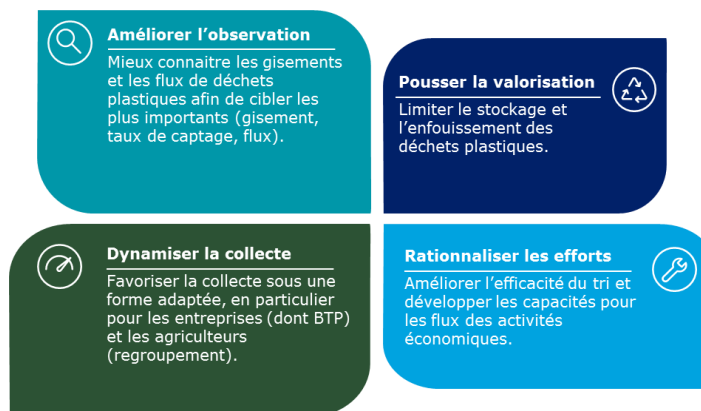 Améliorer l’observation
Mieux connaitre les gisements
et les flux de déchets
plastiques afin de cibler les
plus importants (gisement,
taux de captage, flux).
Pousser la valorisation
Limiter le stockage et
l’enfouissement des
déchets plastiques.
Dynamiser la collecte
Favoriser la collecte sous une
forme adaptée, en particulier
pour les entreprises (dont BTP)
et les agriculteurs
(regroupement).
Rationnaliser les efforts
Améliorer l’efficacité du tri et
développer les capacités pour
les flux des activités
économiques.